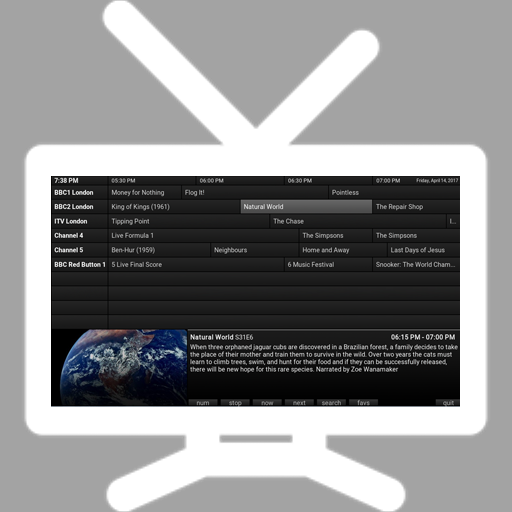 7:38 PM 05:30 PM 06:00 PM 06:30 PM 07:00 PM Friday, April 14, 2017
BBC1 London Money for Nothing Flog It! Pointless
BBC2 London King of Kings (1961) Natural World The Repair Shop
ITV London Tipping Point The Chase I...
Channel 4 Live Formula 1 The Simpsons The Simpsons
Channel 5 Ben-Hur (1959) Neighbours Home and Away Last Days of Jesus
BBC Red Button 1 5 Live Final Score 6 Music Festival Snooker: The World Cham...
Natural World S31E6 06:15 PM - 07:00 PM
When three orphaned jaguar cubs are discovered in a Brazilian forest, a family decides to take
the place of their mother and train them to survive in the wild. Over two years the cats must
learn to climb trees, swim, and hunt for their food and if they can be successfully released,
there will be new hope for this rare species. Narrated by Zoe Wanamaker
num stop now next search favs quit